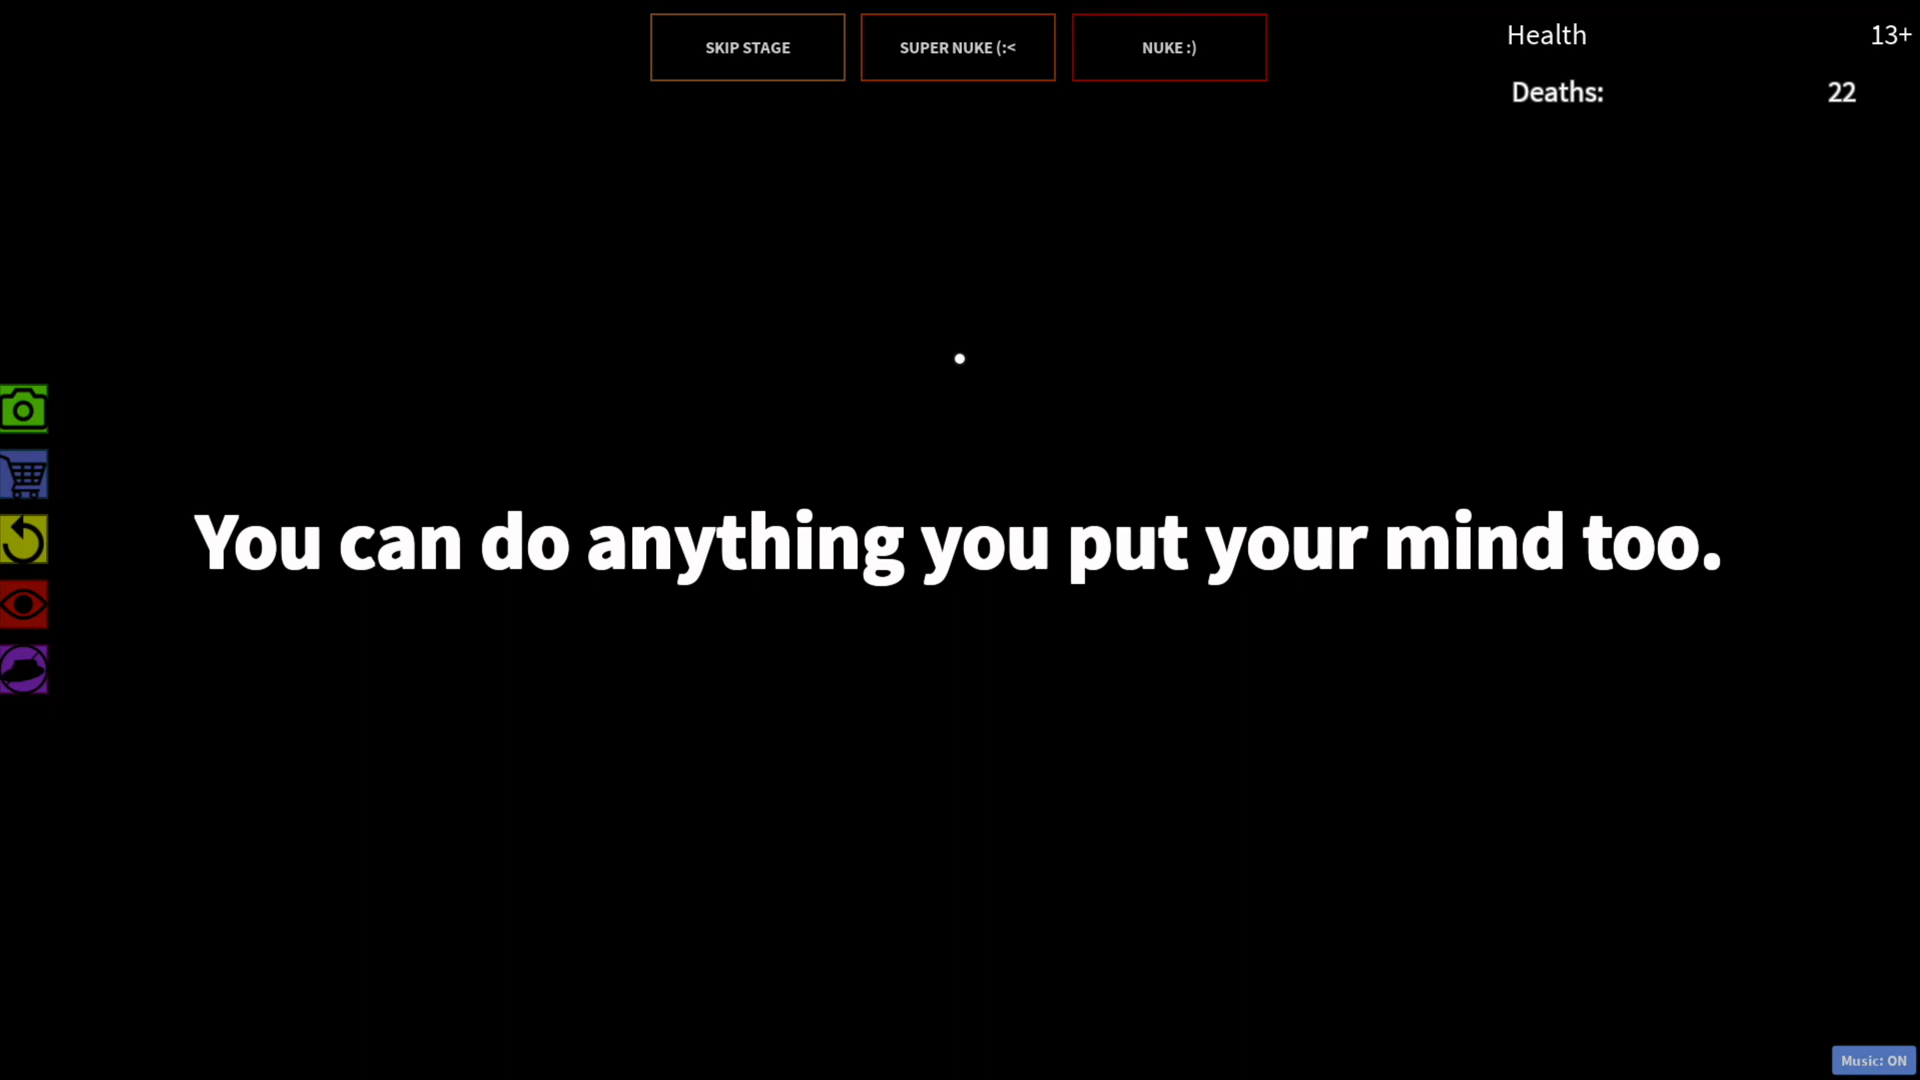 SKIP STAGE
SUPER NUKE (:<
NUKE :)
Health 13+
Deaths: 22
You can do anything you put your mind too.
Music: ON